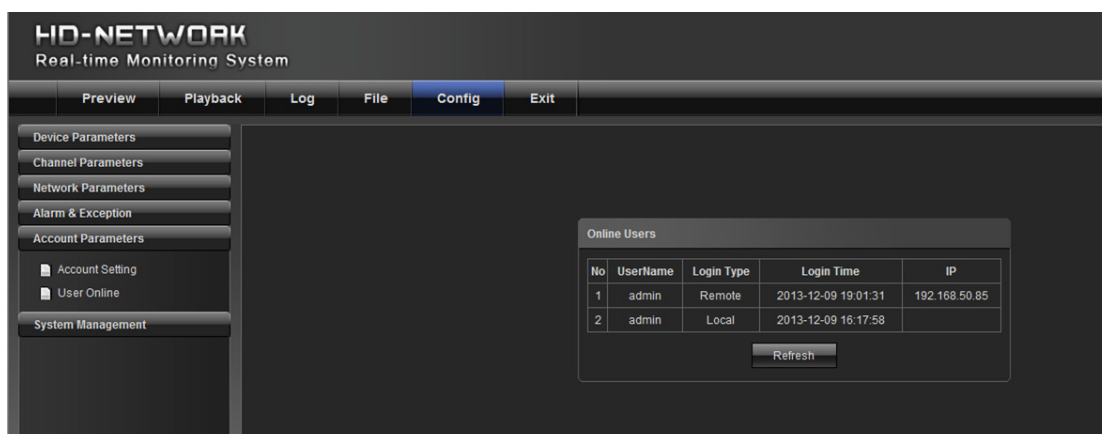 HD-NETWORK
Real-time Monitoring System
Preview Playback Log File Config Exit
Device Parameters
Channel Parameters
Network Parameters
Alarm & Exception
Account Parameters
Account Setting
User Online
System Management
Online Users
No UserName Login Type Login Time IP
1 admin Remote 2013-12-09 19:01:31 192.168.50.85
2 admin Local 2013-12-09 16:17:58
Refresh